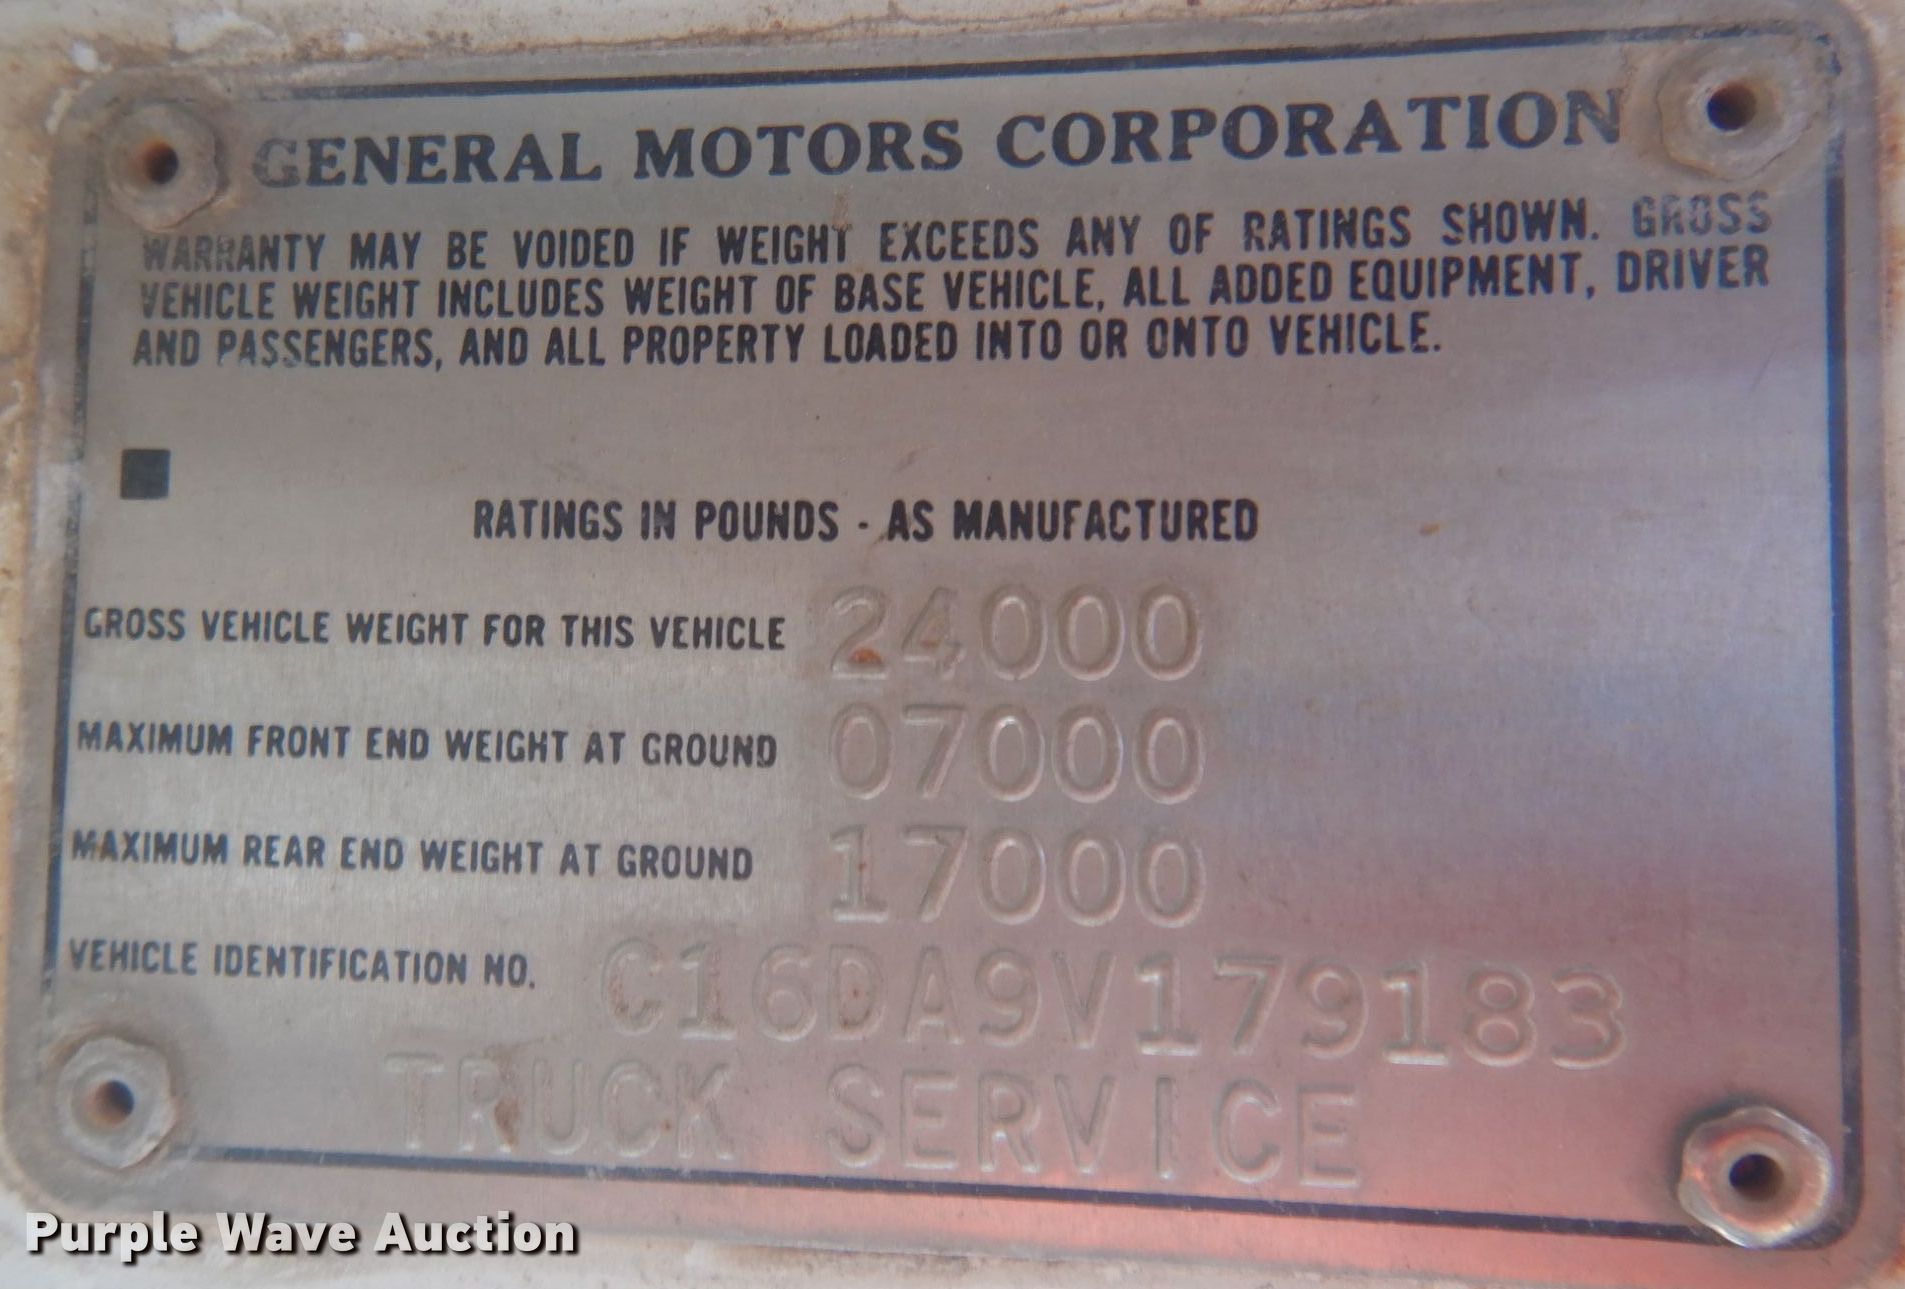 GENERAL MOTORS CORPORATION
WARRANTY MAY BE VOIDED IF WEIGHT EXCEEDS ANY OF RATINGS SHOWN. GROSS
VEHICLE WEIGHT INCLUDES WEIGHT OF BASE VEHICLE, ALL ADDED EQUIPMENT, DRIVER
AND PASSENGERS, AND ALL PROPERTY LOADED INTO OR ONTO VEHICLE.
RATINGS IN POUNDS - AS MANUFACTURED
GROSS VEHICLE WEIGHT FOR THIS VEHICLE 24000
MAXIMUM FRONT END WEIGHT AT GROUND 07000
MAXIMUM REAR END WEIGHT AT GROUND 17000
VEHICLE IDENTIFICATION NO. C16DA9V179183
TRUCK SERVICE
Purple Wave Auction